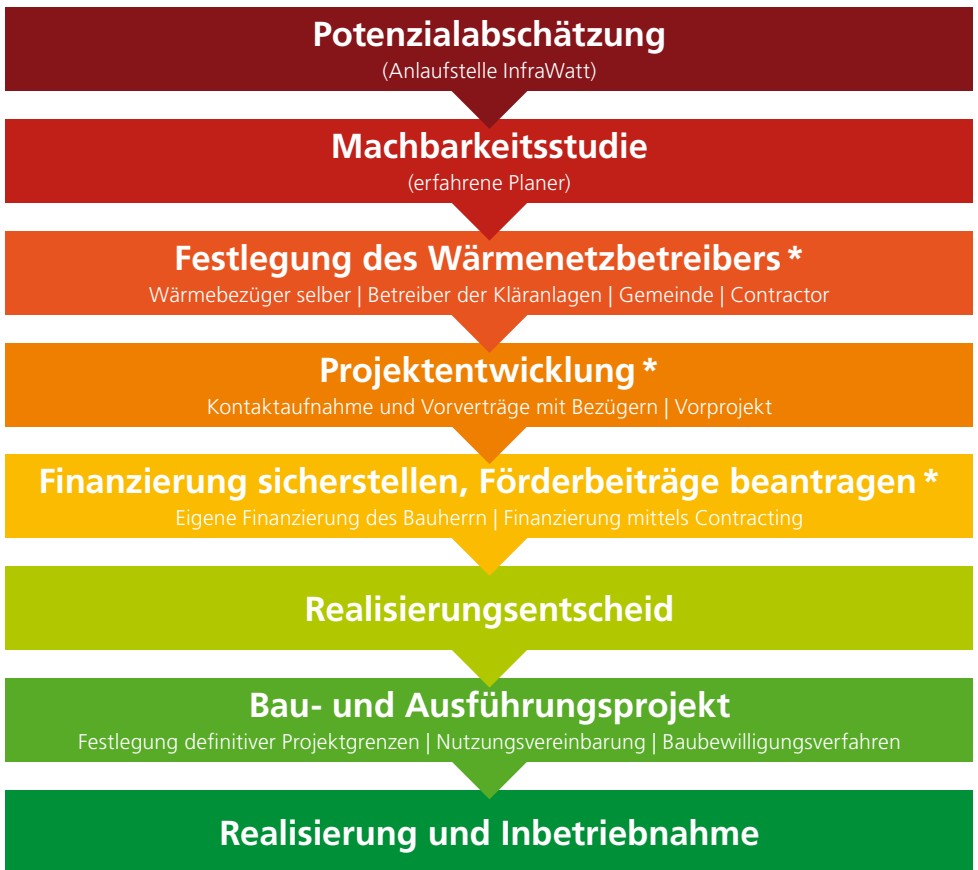 Potenzialabschätzung
(Anlaufstelle InfraWatt)
Machbarkeitsstudie
(erfahrene Planer)
Festlegung des Wärmenetzbetreibers *
Wärmebezüger selber | Betreiber der Kläranlagen | Gemeinde | Contractor
Projektentwicklung *
Kontaktaufnahme und Vorverträge mit Bezügern | Vorprojekt
Finanzierung sicherstellen, Förderbeiträge beantragen *
Eigene Finanzierung des Bauherrn | Finanzierung mittels Contracting
Realisierungsentscheid
Bau- und Ausführungsprojekt
Festlegung definitiver Projektgrenzen | Nutzungsvereinbarung | Baubewilligungsverfahren
Realisierung und Inbetriebnahme